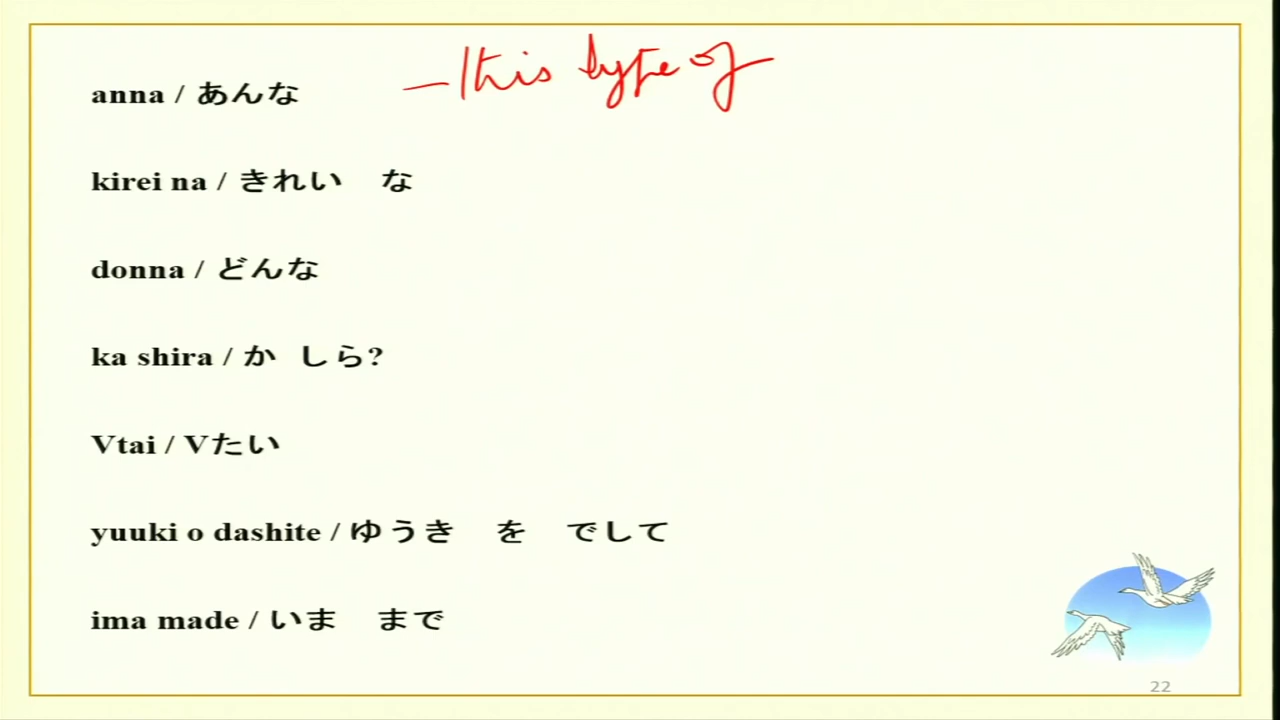 anna / あんな – this type of
kirei na / きれい な
donna / どんな
ka shira / か しら?
Vtai / Vたい
yuuki o dashite / ゆうき を でして
ima made / いま まで
22